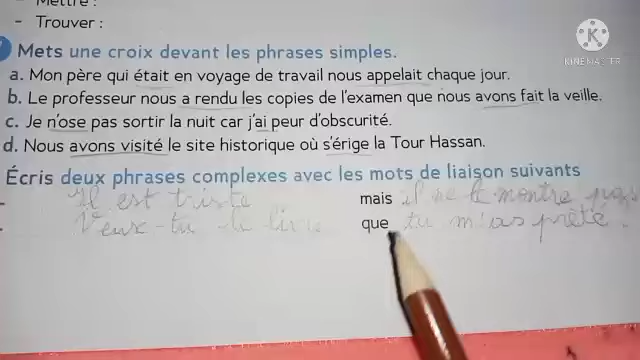 - Mettre :
- Trouver :
Mets une croix devant les phrases simples.
a. Mon père qui était en voyage de travail nous appelait chaque jour.
b. Le professeur nous a rendu les copies de l'examen que nous avons fait la veille.
c. Je n'ose pas sortir la nuit car j'ai peur d'obscurité.
d. Nous avons visité le site historique où s'érige la Tour Hassan.
Écris deux phrases complexes avec les mots de liaison suivants
- Il est triste mais il ne le montre pas
- Veux-tu le livre que tu m'as prêté.
K
KINEMASTER